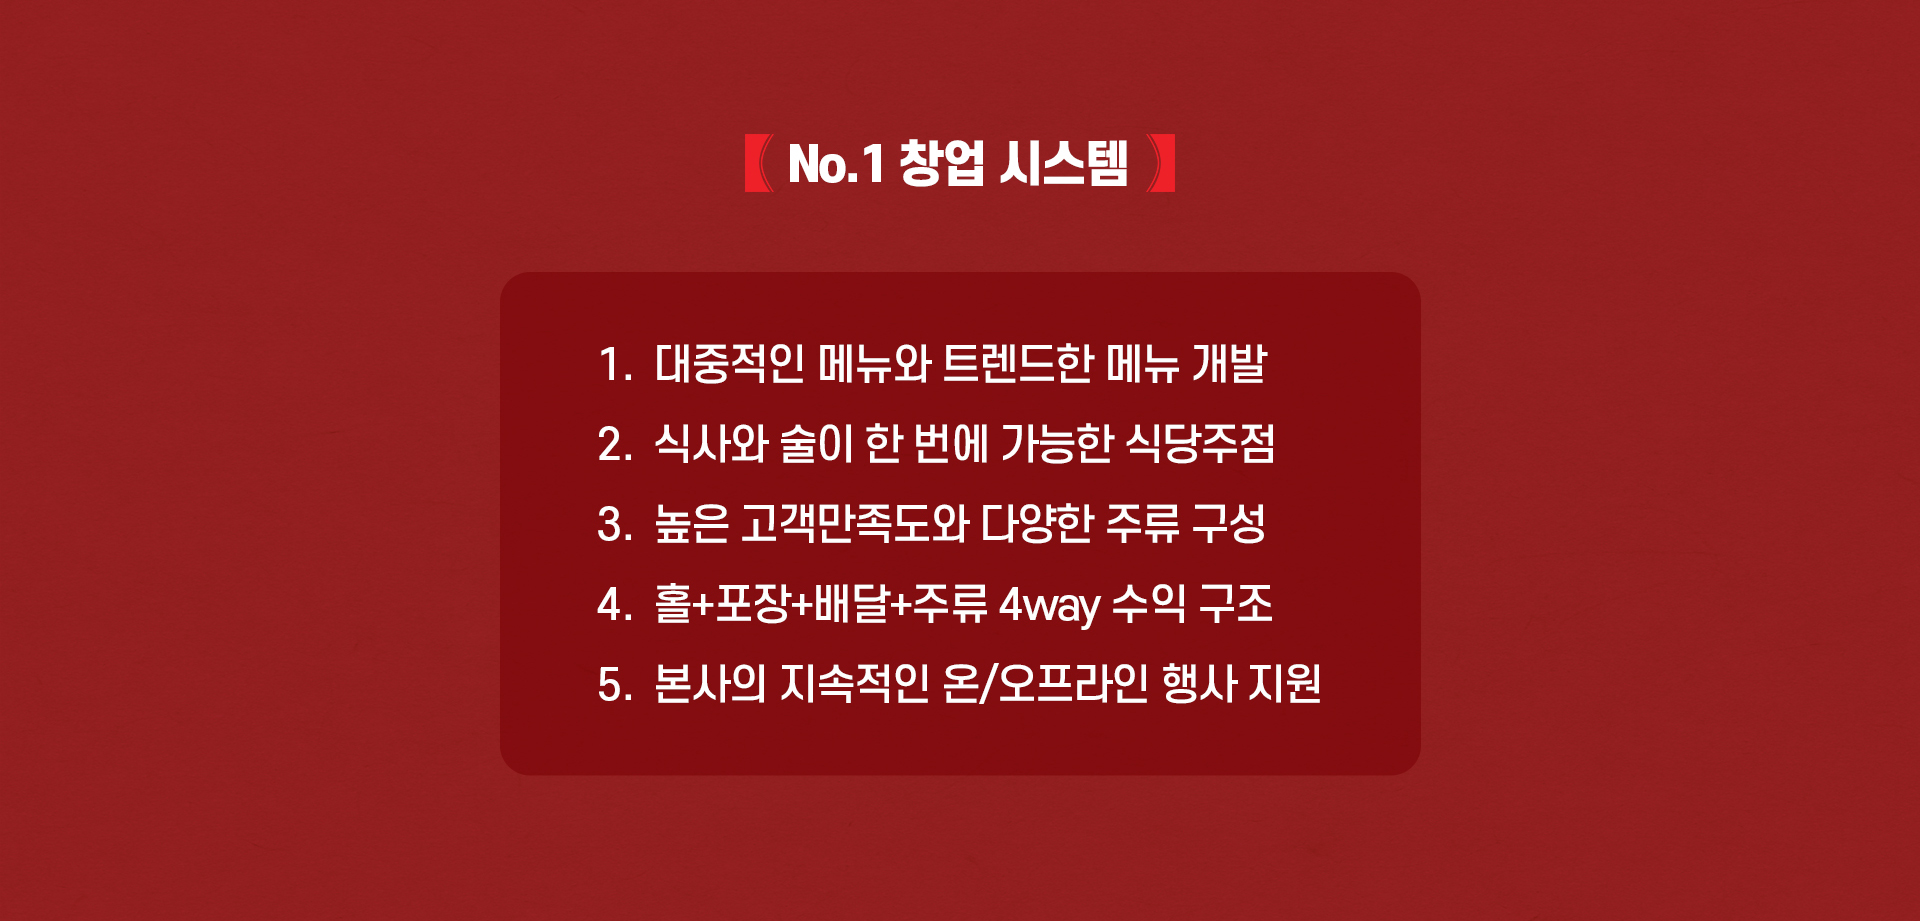 【 No.1 창업 시스템 】
1. 대중적인 메뉴와 트렌드한 메뉴 개발
2. 식사와 술이 한 번에 가능한 식당주점
3. 높은 고객만족도와 다양한 주류 구성
4. 홀+포장+배달+주류 4way 수익 구조
5. 본사의 지속적인 온/오프라인 행사 지원